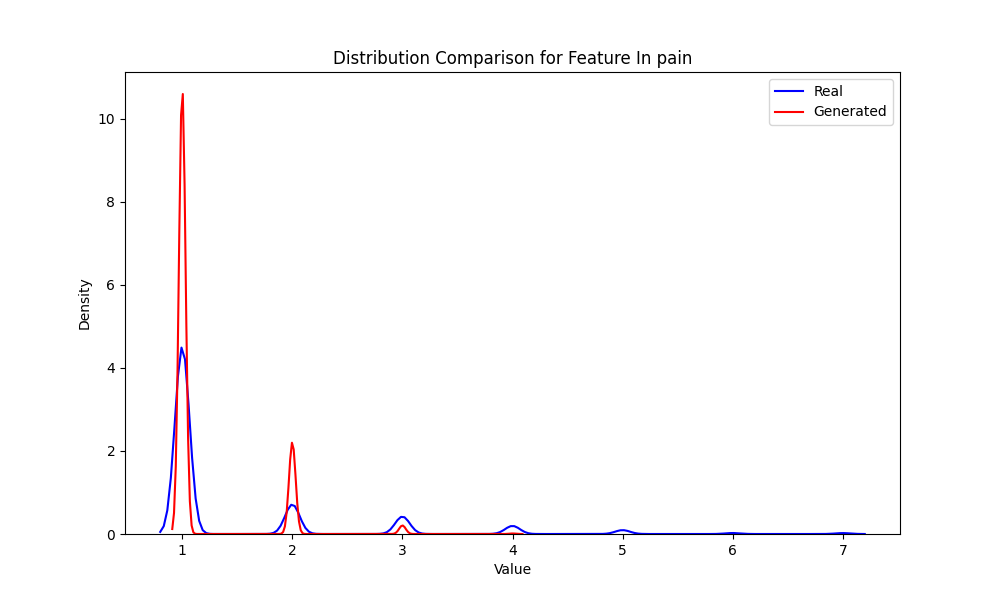 Distribution Comparison for Feature In pain
Real
Generated
Density
10
8
6
4
2
0
1 2 3 4 5 6 7
Value